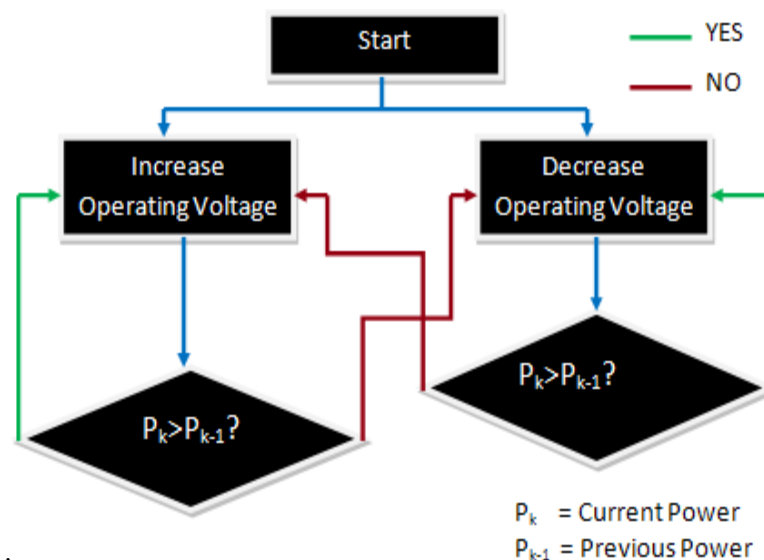 Start
YES
NO
Increase
Operating Voltage
Decrease
Operating Voltage
Pk>Pk-1?
Pk>Pk-1?
Pk = Current Power
Pk-1 = Previous Power